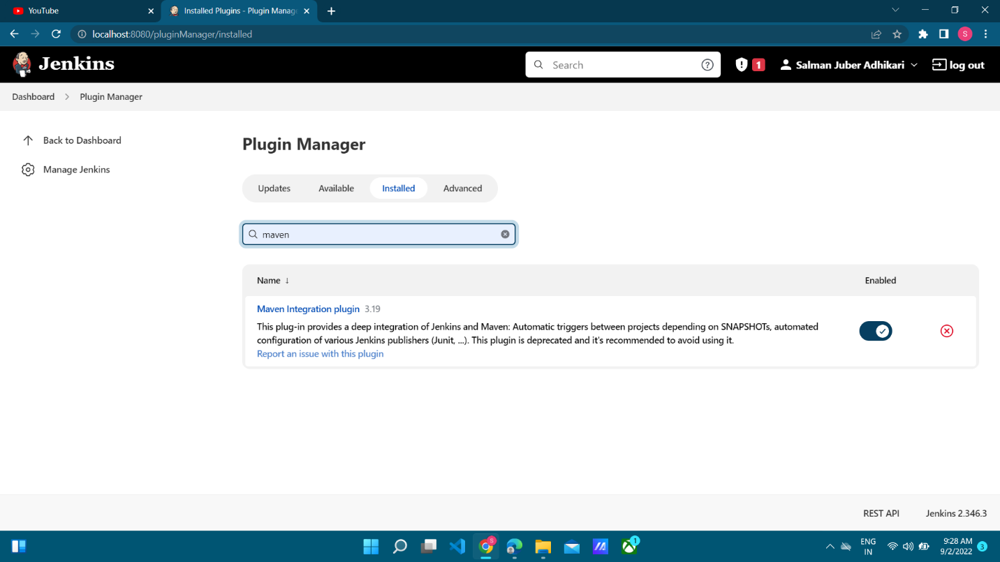 YouTube
Installed Plugins - Plugin Manag
localhost:8080/pluginManager/installed
S
Jenkins
Search
1
Salman Juber Adhikari
log out
Dashboard
Plugin Manager
Back to Dashboard
Manage Jenkins
Plugin Manager
Updates
Available
Installed
Advanced
maven
Name ↓
Enabled
Maven Integration plugin 3.19
This plug-in provides a deep integration of Jenkins and Maven: Automatic triggers between projects depending on SNAPSHOTs, automated
configuration of various Jenkins publishers (Junit, ...). This plugin is deprecated and it's recommended to avoid using it.
Report an issue with this plugin
REST API
Jenkins 2.346.3
S
1
ENG
IN
9:28 AM
9/2/2022
3